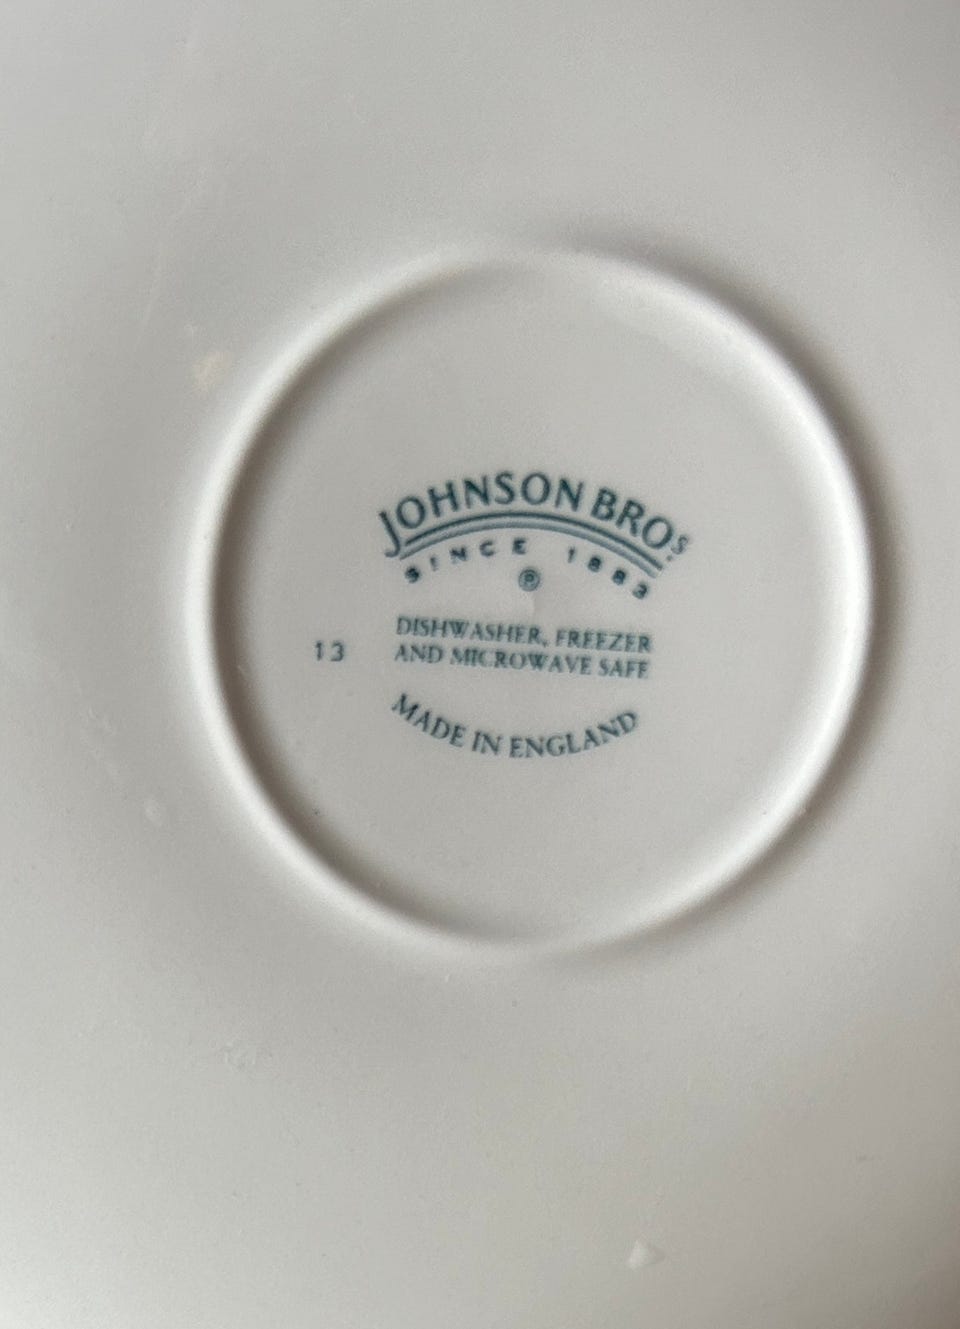 JOHNSON BROS
SINCE 1883
®
DISHWASHER, FREEZER
AND MICROWAVE SAFE
13
MADE IN ENGLAND